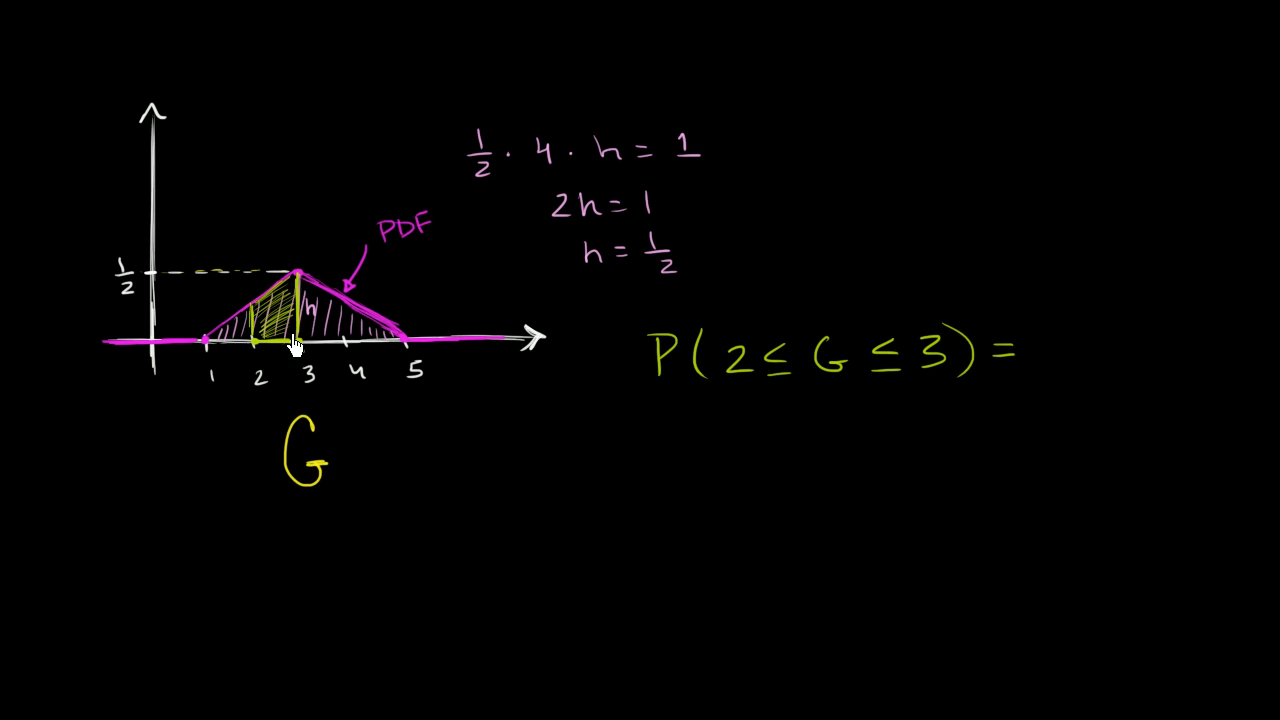 1/2 · 4 · h = 1
2h = 1
h = 1/2
PDF
1/2
h
1 2 3 4 5
P(2 ≤ G ≤ 3) =
G